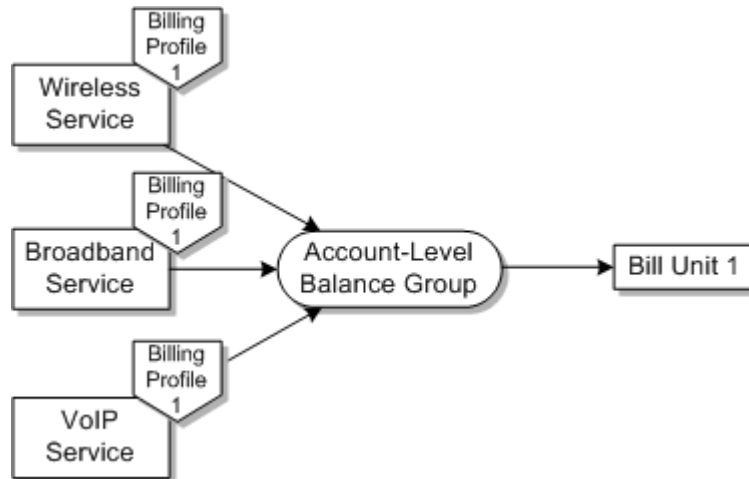 Billing
Profile
1
Wireless
Service
Billing
Profile
1
Broadband
Service
Account-Level
Balance Group
Bill Unit 1
Billing
Profile
1
VoIP
Service